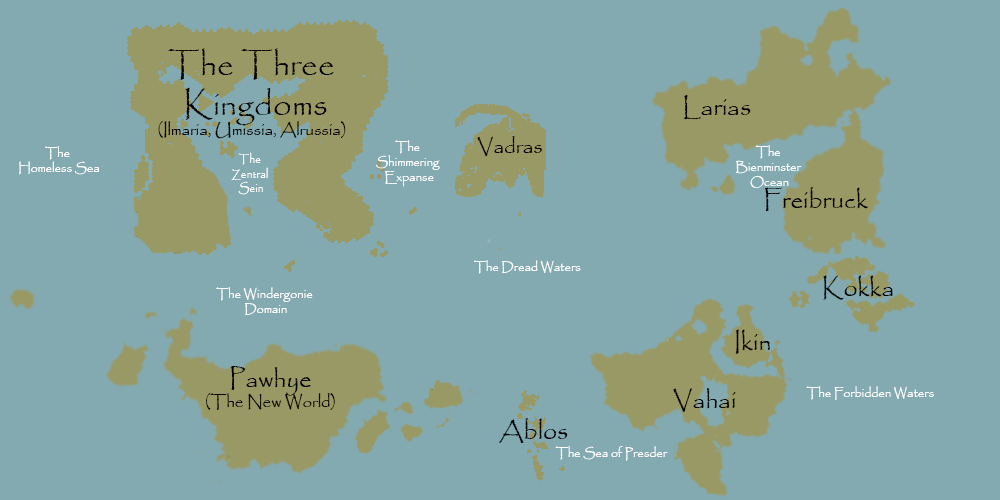 The Three
Kingdoms
(Ilmaria, Umissia, Alrussia)
The
Homeless Sea
The
Zentral
Sein
The
Shimmering
Expanse
Vadras
Larias
The
Bienminster
Ocean
Freibruck
The Dread Waters
The Windergonie
Domain
Kokka
Ikin
Pawhye
(The New World)
Vahai
The Forbidden Waters
Ablos
The Sea of Presder